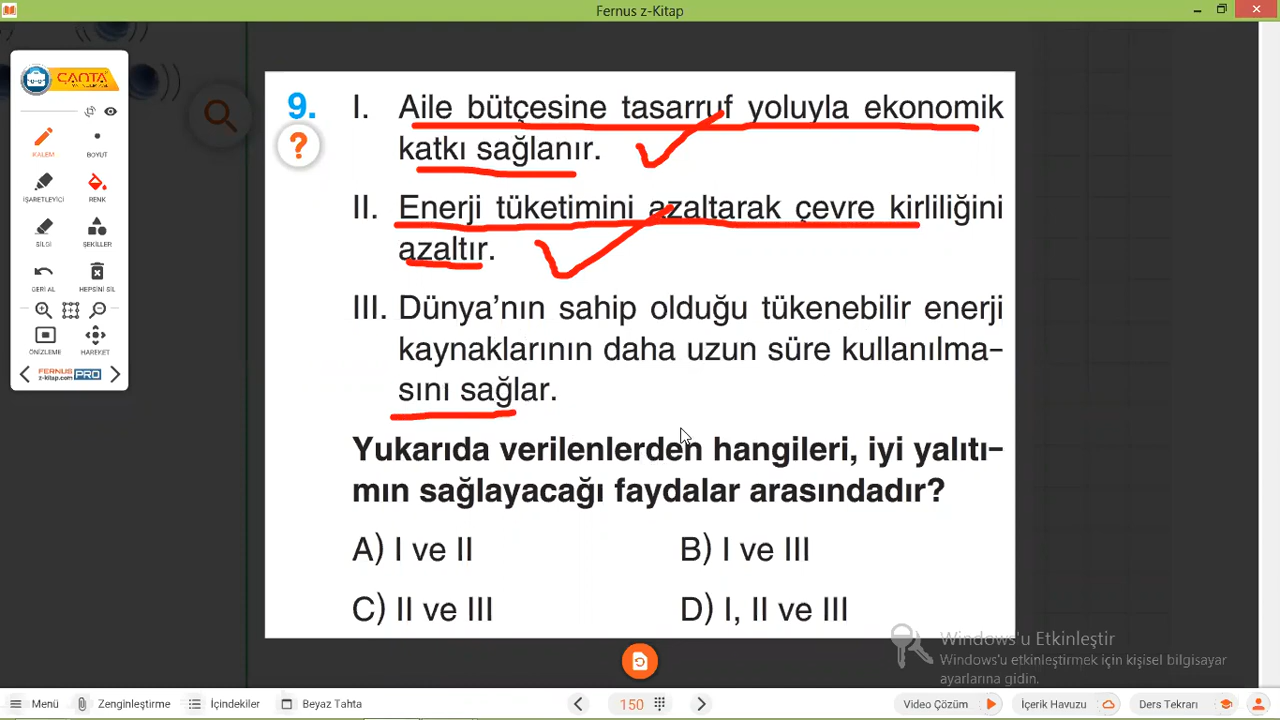 Fernus z-Kitap
ÇANTA
KALEM
BOYUT
İŞARETLEYİCİ
RENK
SİLGİ
ŞEKİLLER
GERİ AL
HEPSİNİ SİL
ÖNİZLEME
HAREKET
FERNUS
z-kitap.com PRO
9.
?
I. Aile bütçesine tasarruf yoluyla ekonomik
katkı sağlanır.
II. Enerji tüketimini azaltarak çevre kirliliğini
azaltır.
III. Dünya’nın sahip olduğu tükenebilir enerji
kaynaklarının daha uzun süre kullanılma-
sını sağlar.
Yukarıda verilenlerden hangileri, iyi yalıtı-
mın sağlayacağı faydalar arasındadır?
A) I ve II
B) I ve III
C) II ve III
D) I, II ve III
Windows'u Etkinleştir
Windows'u etkinleştirmek için kişisel bilgisayar
ayarlarına gidin.
Menü
Zenginleştirme
İçindekiler
Beyaz Tahta
150
Video Çözüm
İçerik Havuzu
Ders Tekrarı